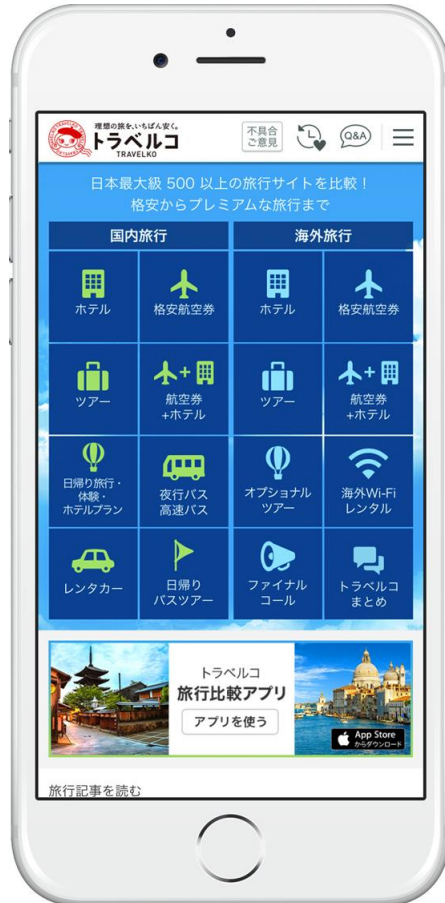 理想の旅を、いちばん安く。
トラベルコ
TRAVELKO
不具合
ご意見
Q&A
日本最大級 500 以上の旅行サイトを比較！
格安からプレミアムな旅行まで
国内旅行
海外旅行
ホテル
格安航空券
ホテル
格安航空券
ツアー
航空券
+ホテル
ツアー
航空券
+ホテル
日帰り旅行・
体験・
ホテルプラン
夜行バス
高速バス
オプショナル
ツアー
海外Wi-Fi
レンタル
レンタカー
日帰り
バスツアー
ファイナル
コール
トラベルコ
まとめ
トラベルコ
旅行比較アプリ
アプリを使う
App Store
からダウンロード
旅行記事を読む